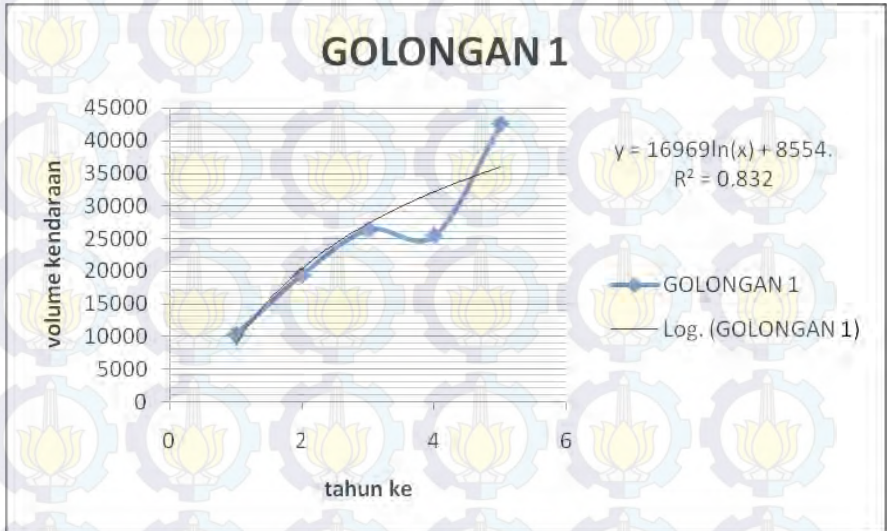 GOLONGAN 1
45000
40000
35000
30000
25000
20000
15000
10000
5000
0
0 2 4 6
volume kendaraan
tahun ke
y = 16969ln(x) + 8554.
R² = 0.832
GOLONGAN 1
Log. (GOLONGAN 1)